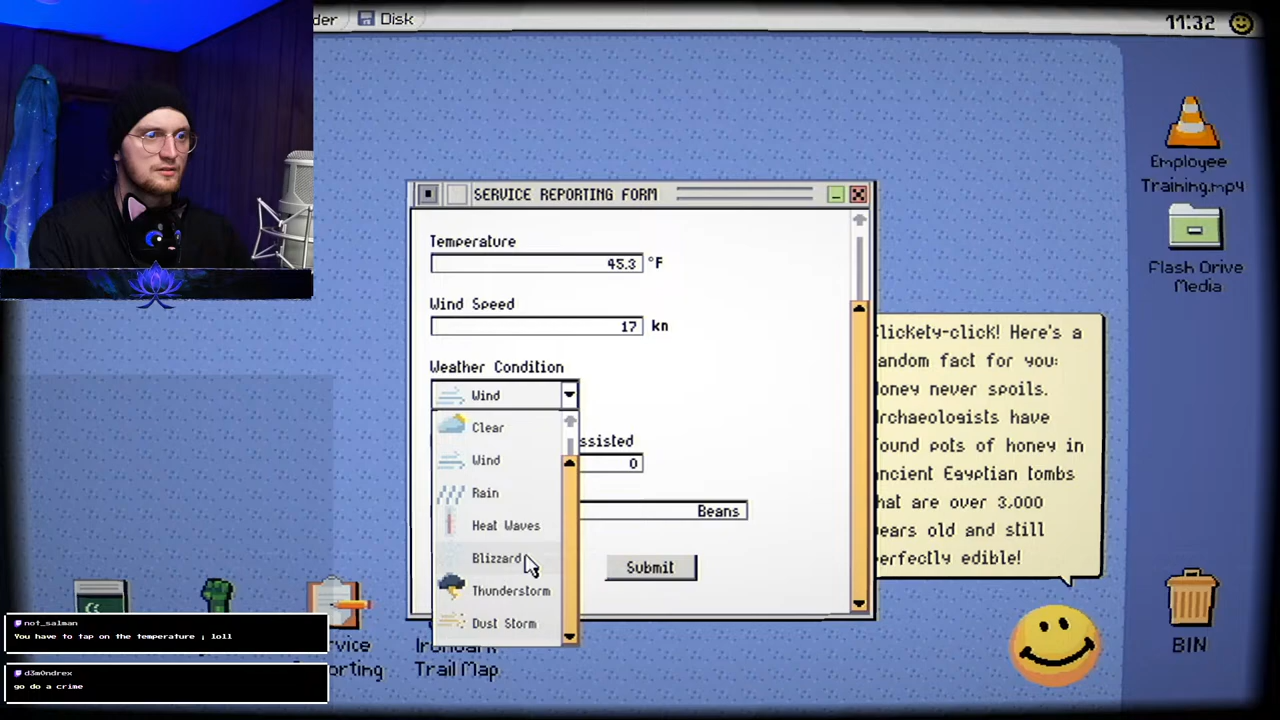 der
Disk
11:32
Employee
Training.mp4
Flash Drive
Media
SERVICE REPORTING FORM
Temperature
45.3 °F
Wind Speed
17 kn
Weather Condition
Wind
Clear
Wind
Rain
Heat Waves
Blizzard
Thunderstorm
Dust Storm
ssisted
0
Beans
Submit
Clickety-click! Here's a
andom fact for you:
oney never spoils.
rchaeologists have
ound pots of honey in
ancient Egyptian tombs
hat are over 3,000
ears old and still
erfectly edible!
rvice
porting
Trail Map
BIN
not_salman
You have to tap on the temperature ; loll
d3m0ndrex
go do a crime